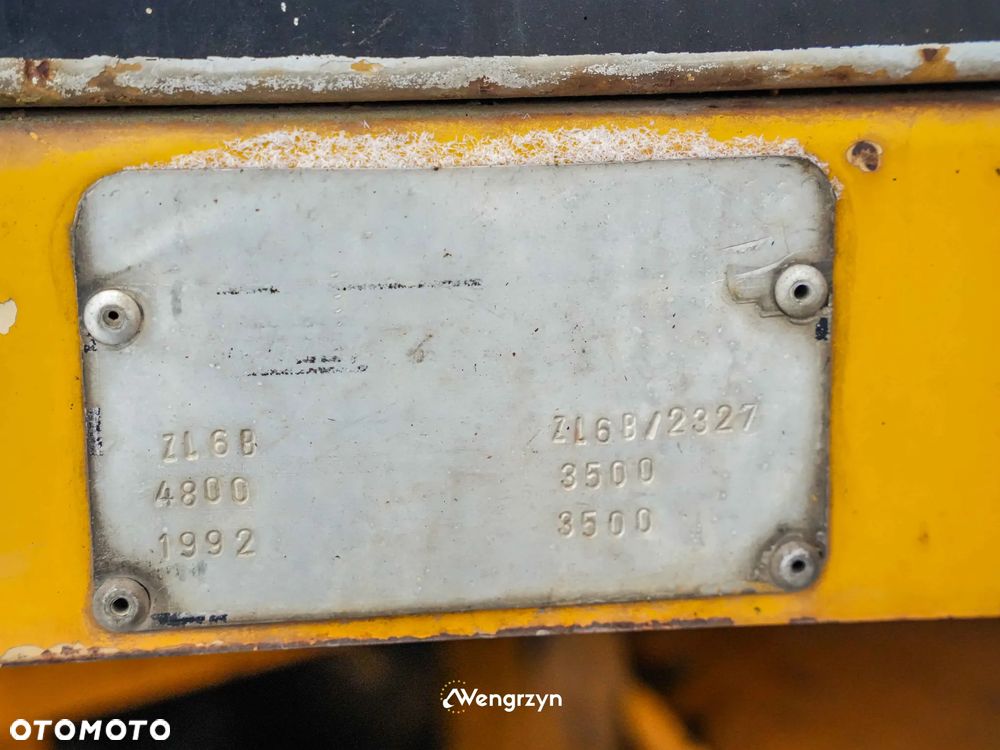 ZL6B ZL6B/2327
4800 3500
1992 3500
Wengrzyn
OTOMOTO